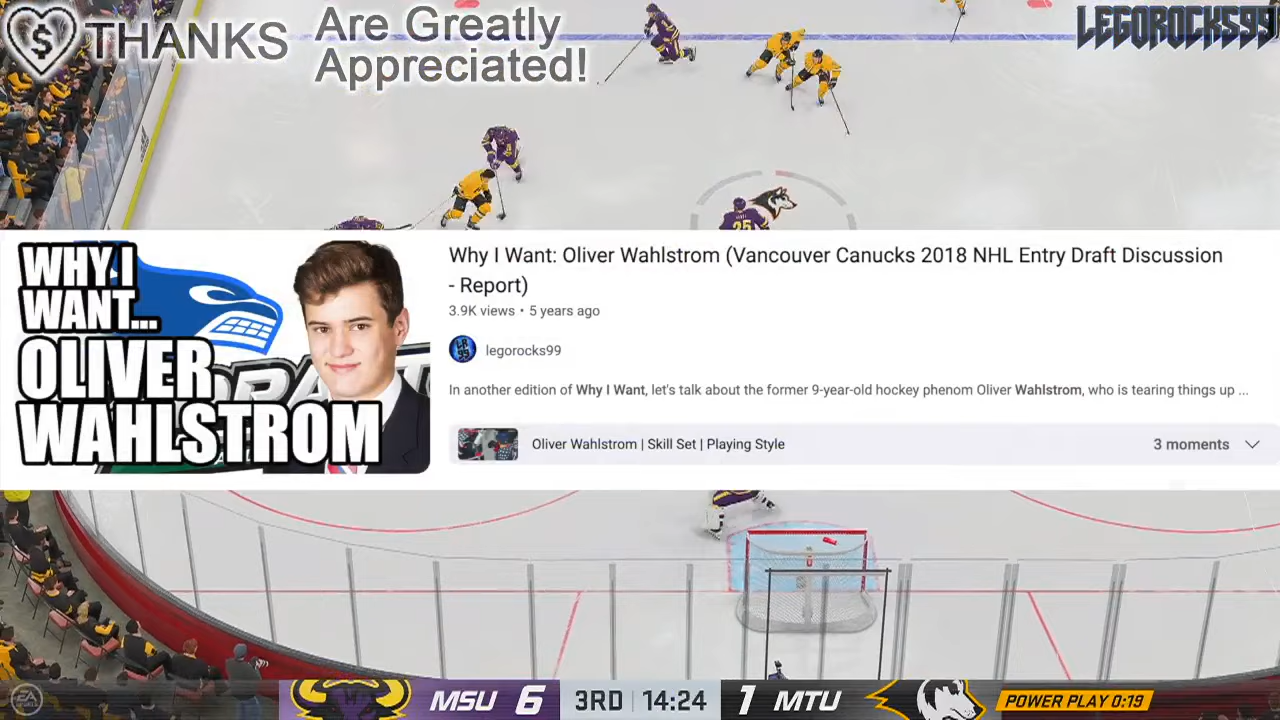 THANKS
Are Greatly
Appreciated!
LEGOROCKS99
25
WHY I
WANT...
OLIVER
WAHLSTROM
Why I Want: Oliver Wahlstrom (Vancouver Canucks 2018 NHL Entry Draft Discussion
- Report)
3.9K views • 5 years ago
legorocks99
In another edition of Why I Want, let's talk about the former 9-year-old hockey phenom Oliver Wahlstrom, who is tearing things up ...
Oliver Wahlstrom | Skill Set | Playing Style
3 moments
MSU 6 3RD 14:24 1 MTU POWER PLAY 0:19